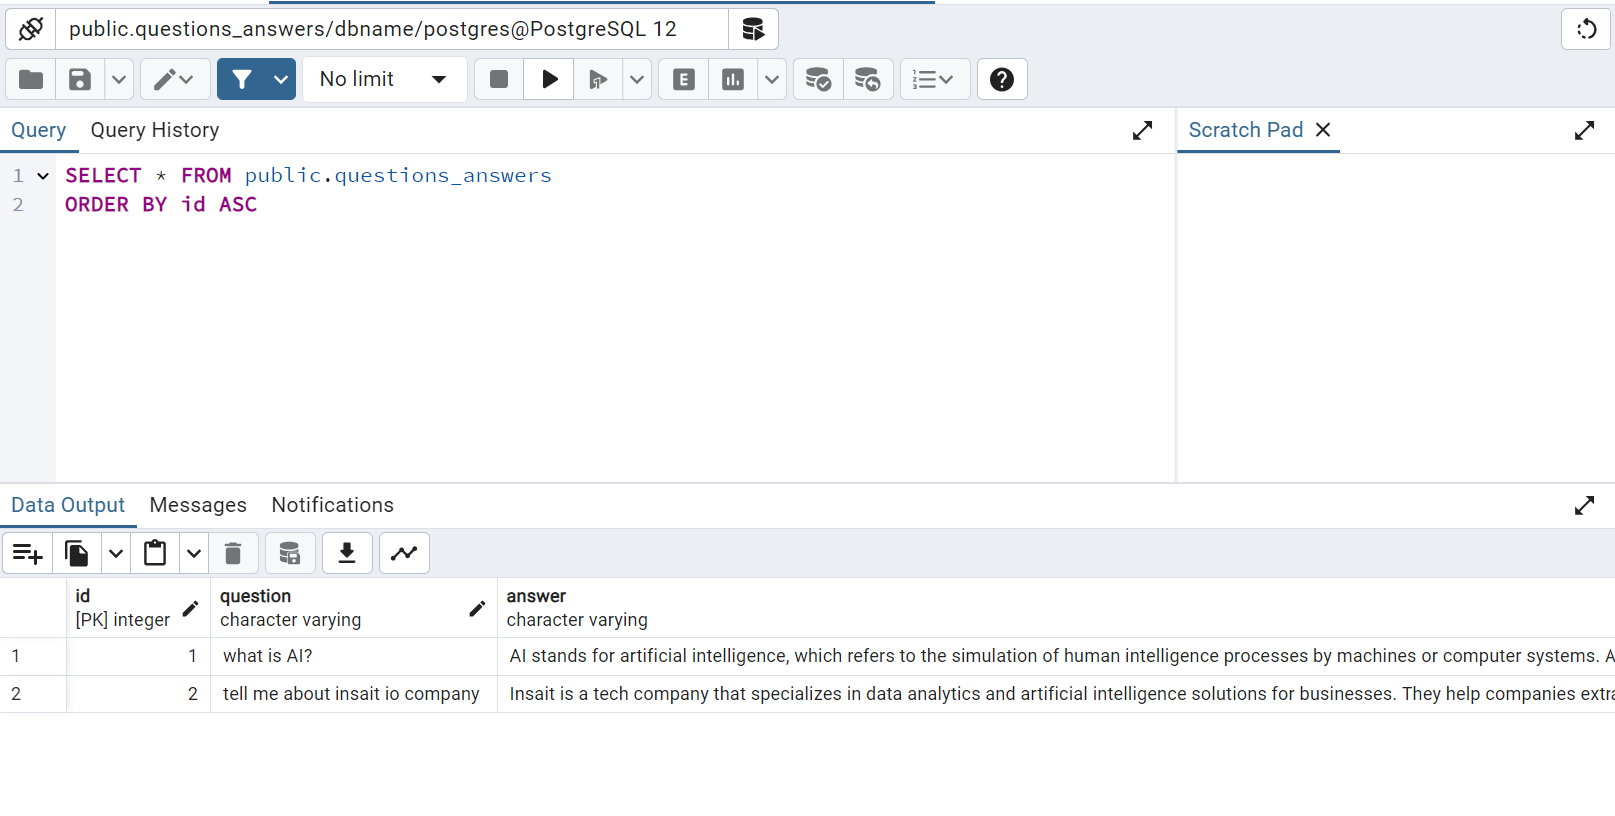 public.questions_answers/dbname/postgres@PostgreSQL 12
No limit
E
Query
Query History
Scratch Pad
1 SELECT * FROM public.questions_answers
2 ORDER BY id ASC
Data Output
Messages
Notifications
id
[PK] integer
question
character varying
answer
character varying
1 1 what is AI? AI stands for artificial intelligence, which refers to the simulation of human intelligence processes by machines or computer systems. A
2 2 tell me about insait io company Insait is a tech company that specializes in data analytics and artificial intelligence solutions for businesses. They help companies extra